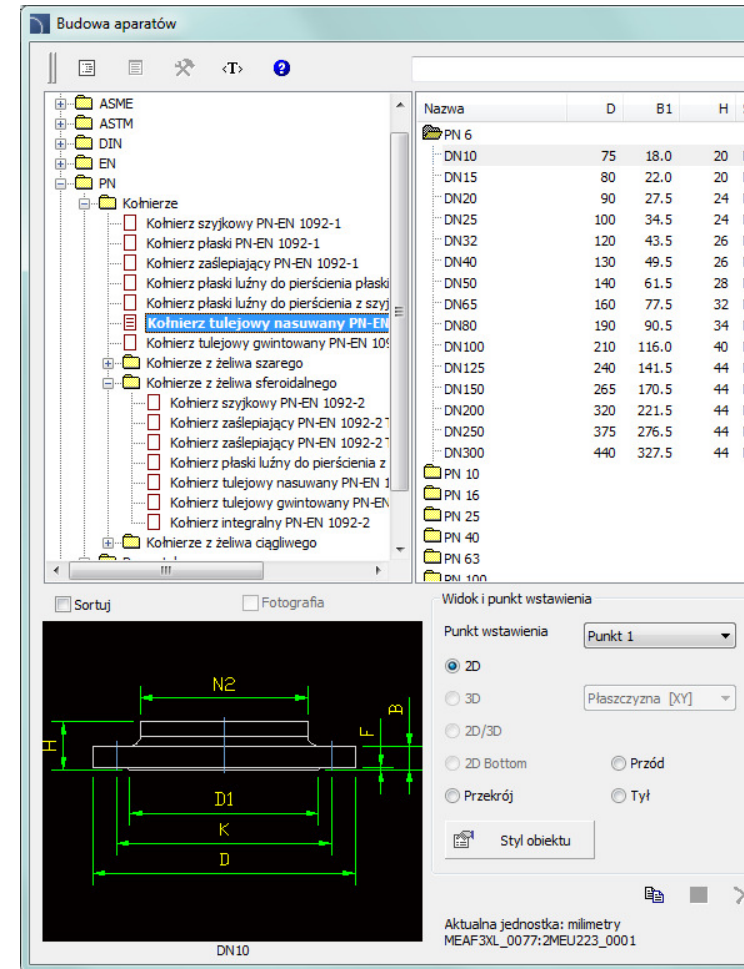 Budowa aparatów
<T>
ASME
ASTM
DIN
EN
PN
Kołnierze
Kołnierz szyjkowy PN-EN 1092-1
Kołnierz płaski PN-EN 1092-1
Kołnierz zaślepiający PN-EN 1092-1
Kołnierz płaski luźny do pierścienia płaski
Kołnierz płaski luźny do pierścienia z szyj
Kołnierz tulejowy nasuwany PN-EN
Kołnierz tulejowy gwintowany PN-EN 109
Kołnierze z żeliwa szarego
Kołnierze z żeliwa sferoidalnego
Kołnierz szyjkowy PN-EN 1092-2
Kołnierz zaślepiający PN-EN 1092-2 T
Kołnierz zaślepiający PN-EN 1092-2 T
Kołnierz płaski luźny do pierścienia z
Kołnierz tulejowy nasuwany PN-EN 1
Kołnierz tulejowy gwintowany PN-EN
Kołnierz integralny PN-EN 1092-2
Kołnierze z żeliwa ciągliwego
Nazwa D B1 H
PN 6
DN10 75 18.0 20
DN15 80 22.0 20
DN20 90 27.5 24
DN25 100 34.5 24
DN32 120 43.5 26
DN40 130 49.5 26
DN50 140 61.5 28
DN65 160 77.5 32
DN80 190 90.5 34
DN100 210 116.0 40
DN125 240 141.5 44
DN150 265 170.5 44
DN200 320 221.5 44
DN250 375 276.5 44
DN300 440 327.5 44
PN 10
PN 16
PN 25
PN 40
PN 63
PN 100
Sortuj Fotografia
N2
B
F
H
D1
K
D
DN10
Widok i punkt wstawienia
Punkt wstawienia Punkt 1
2D
3D Płaszczyzna [XY]
2D/3D
2D Bottom Przód
Przekrój Tył
Styl obiektu
Aktualna jednostka: milimetry
MEAF3XL_0077:2MEU223_0001